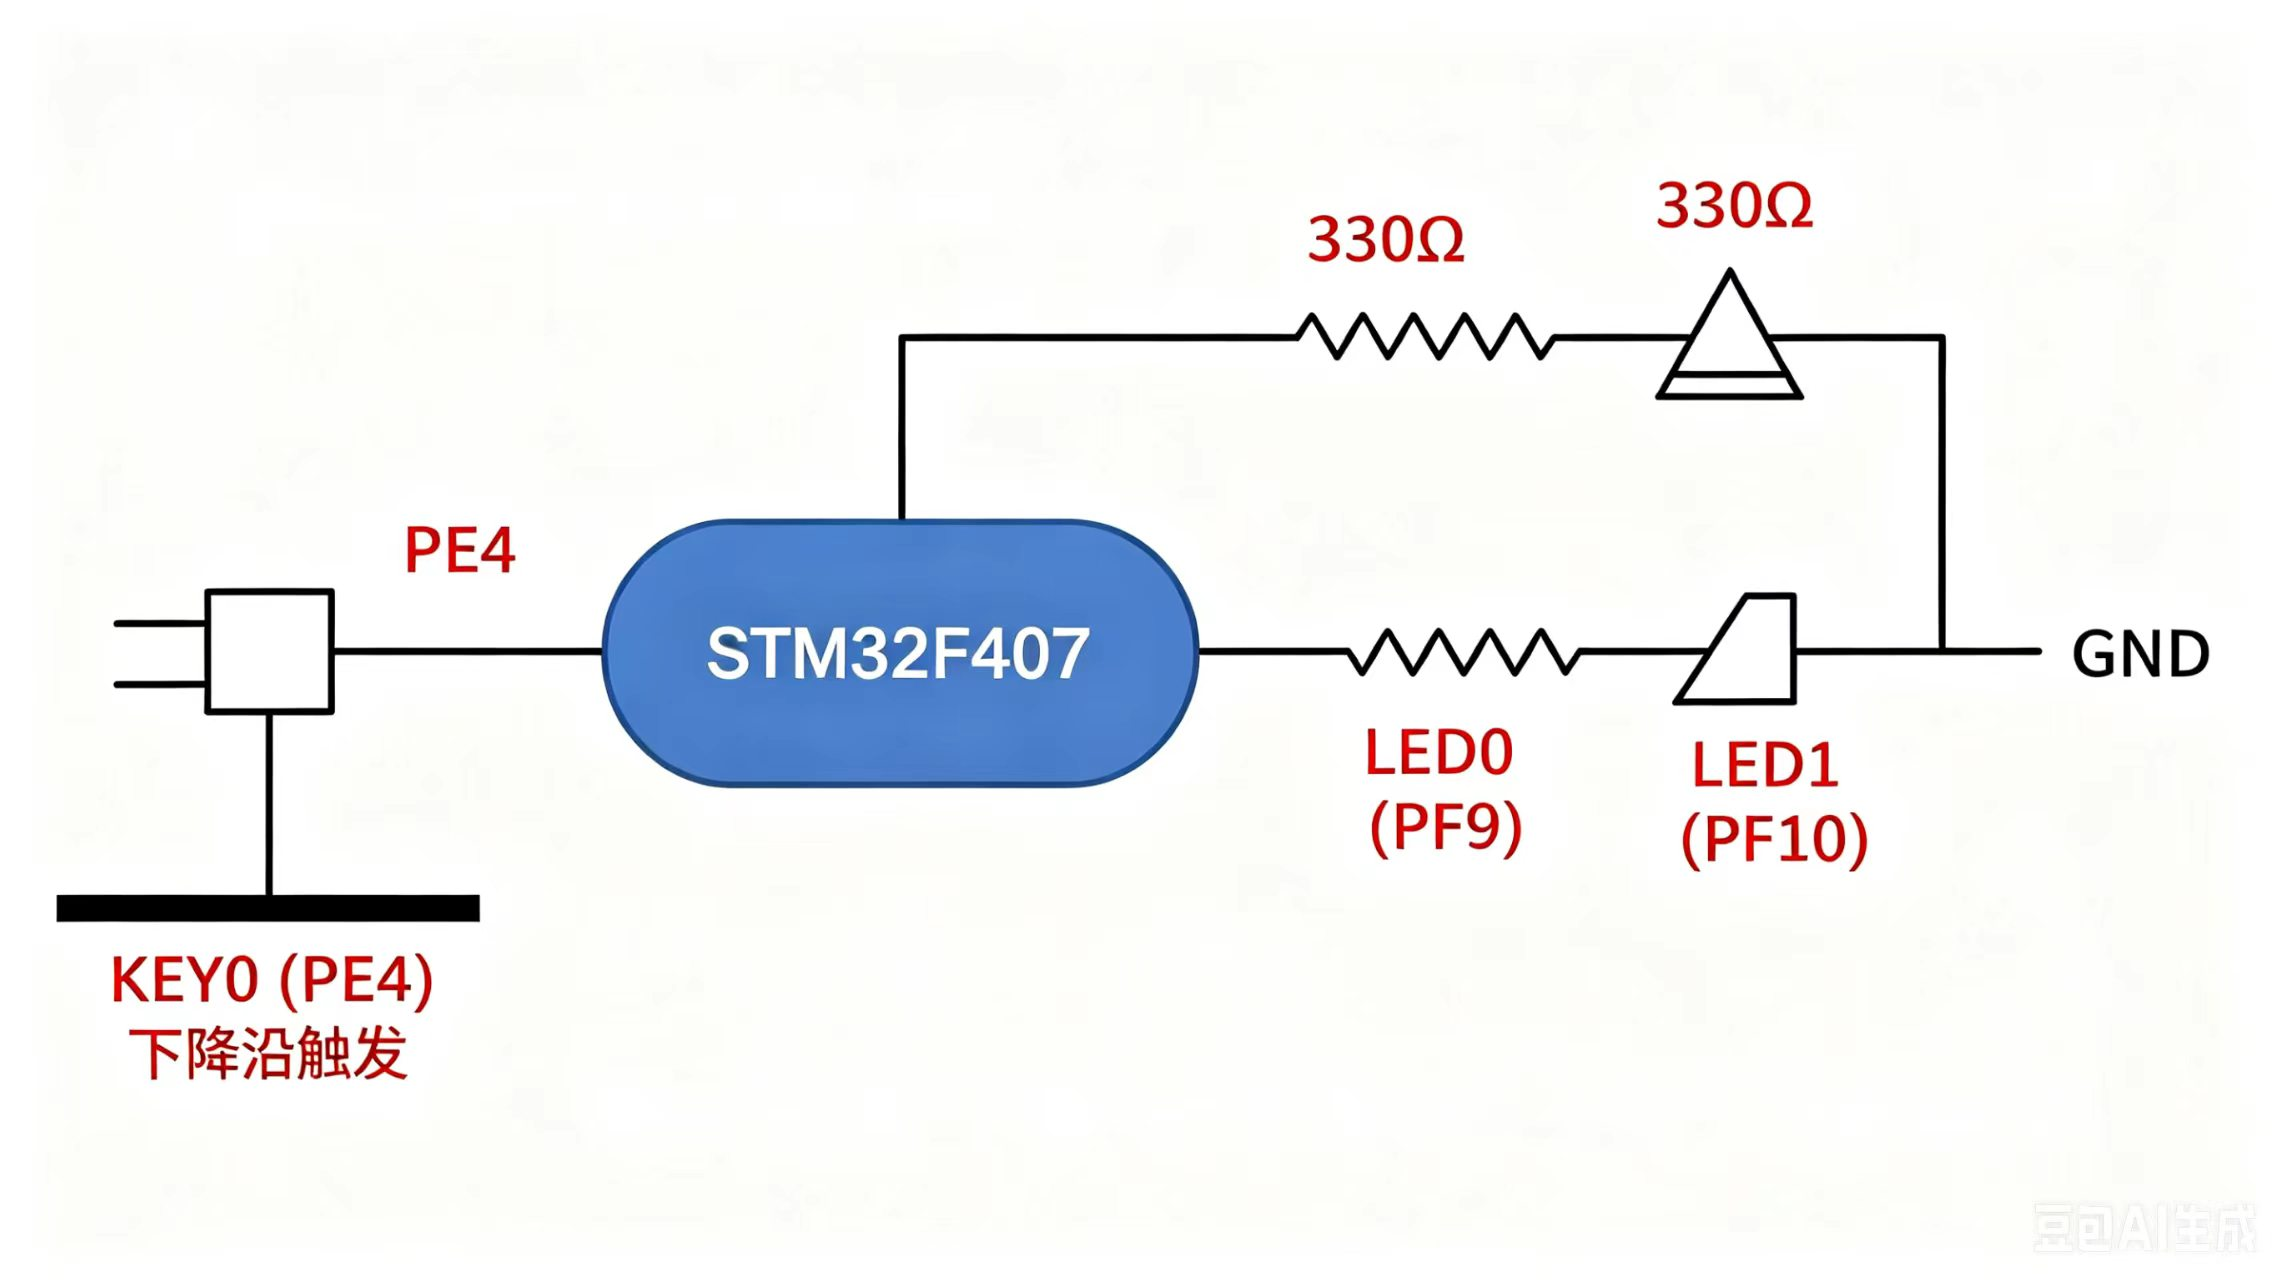 330Ω
330Ω
PE4
STM32F407
GND
LED0
(PF9)
LED1
(PF10)
KEY0 (PE4)
下降沿触发
豆包AI生成